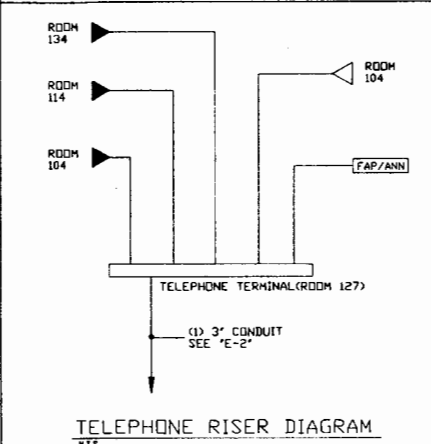 ROOM
134
ROOM
104
ROOM
114
ROOM
104
FAP/ANN
TELEPHONE TERMINAL(ROOM 127)
(1) 3" CONDUIT
SEE "E-2"
TELEPHONE RISER DIAGRAM
NTS